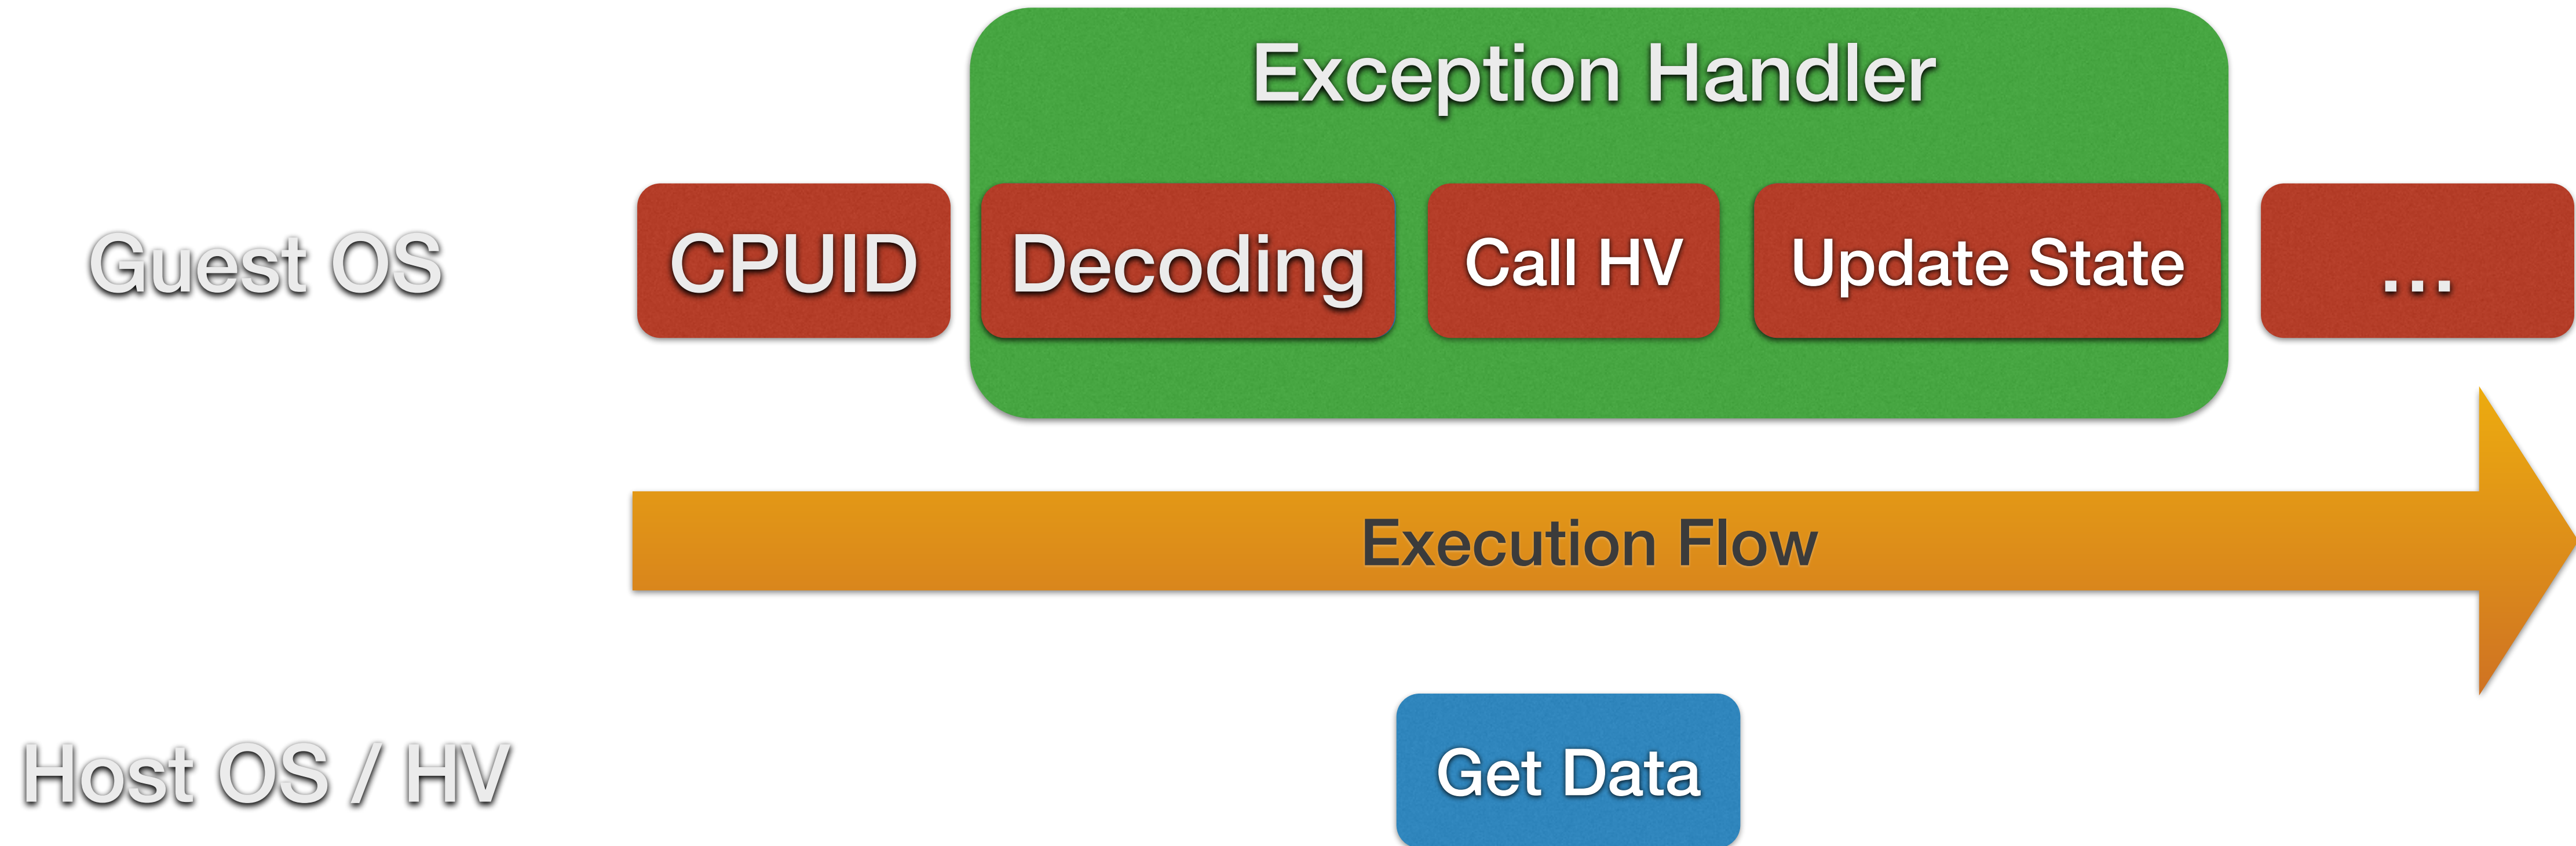 Exception Handler
Guest OS
CPUID
Decoding
Call HV
Update State
...
Execution Flow
Host OS / HV
Get Data